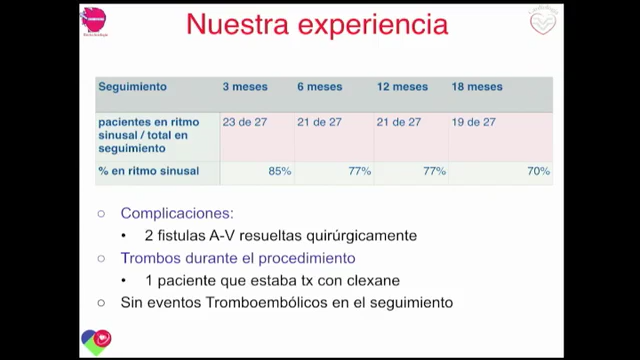 Nuestra experiencia
Seguimiento 3 meses 6 meses 12 meses 18 meses
pacientes en ritmo sinusal / total en seguimiento 23 de 27 21 de 27 21 de 27 19 de 27
% en ritmo sinusal 85% 77% 77% 70%
○ Complicaciones:
• 2 fistulas A-V resueltas quirúrgicamente
○ Trombos durante el procedimiento
• 1 paciente que estaba tx con clexane
○ Sin eventos Tromboembólicos en el seguimiento